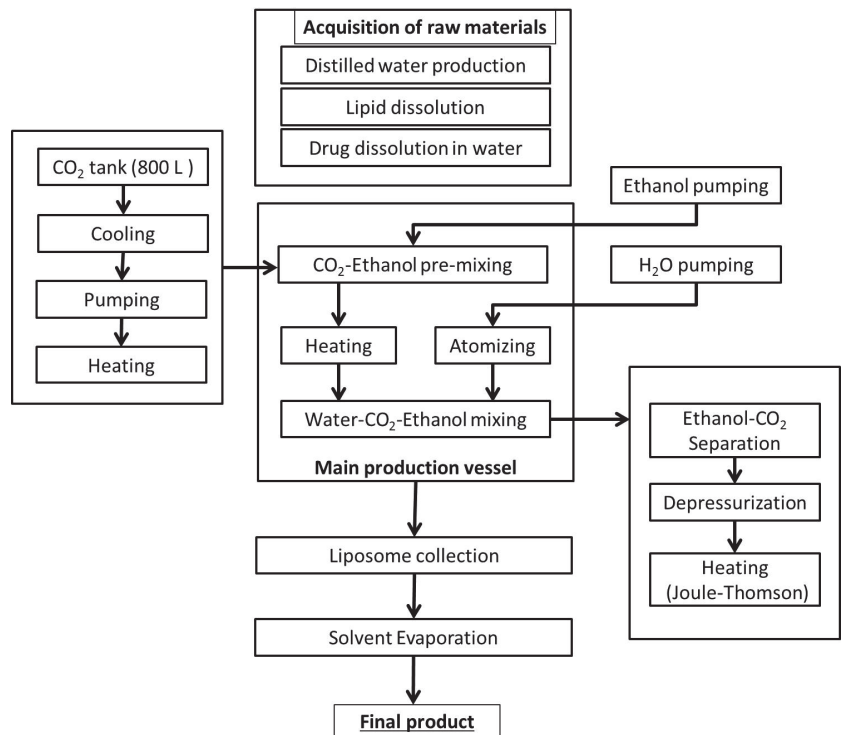 Acquisition of raw materials
Distilled water production
Lipid dissolution
Drug dissolution in water
CO₂ tank (800 L )
Cooling
Pumping
Heating
Ethanol pumping
CO₂-Ethanol pre-mixing
H₂O pumping
Heating
Atomizing
Water-CO₂-Ethanol mixing
Main production vessel
Ethanol-CO₂
Separation
Depressurization
Heating
(Joule-Thomson)
Liposome collection
Solvent Evaporation
Final product